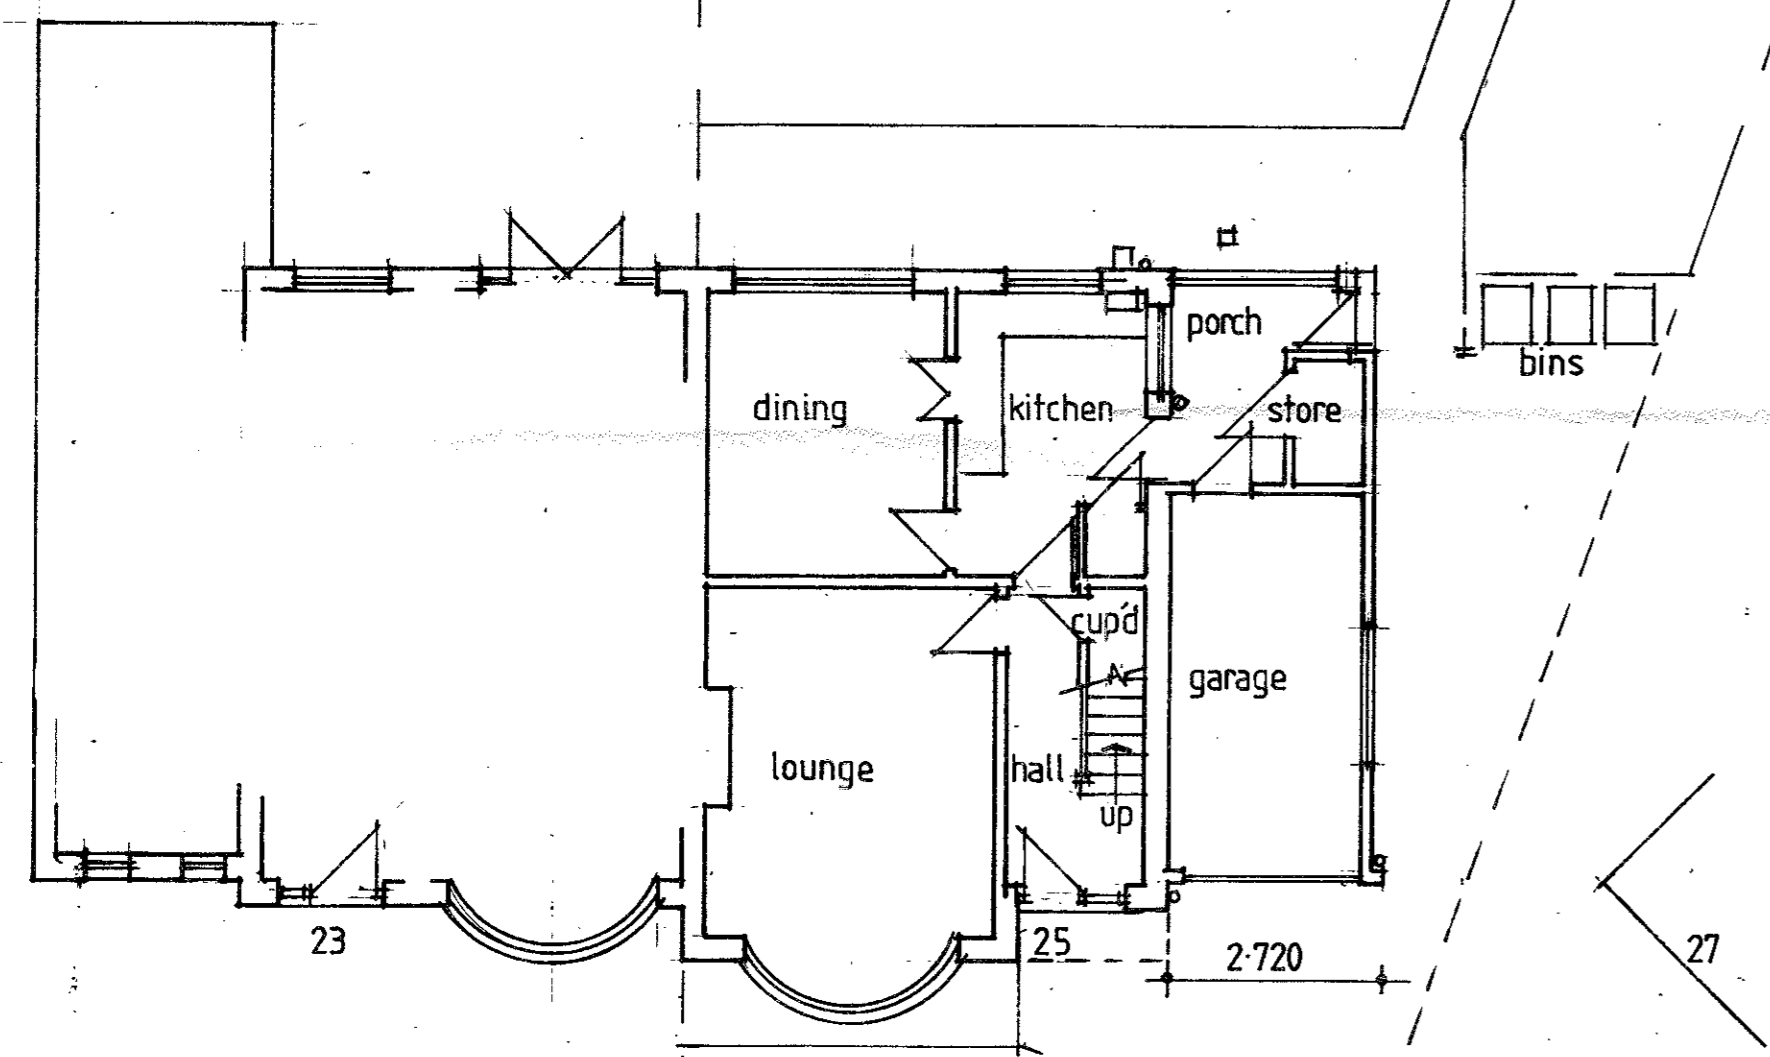 porch
bins
dining
kitchen
store
cup'd
garage
lounge
hall
up
23
25
2·720
27